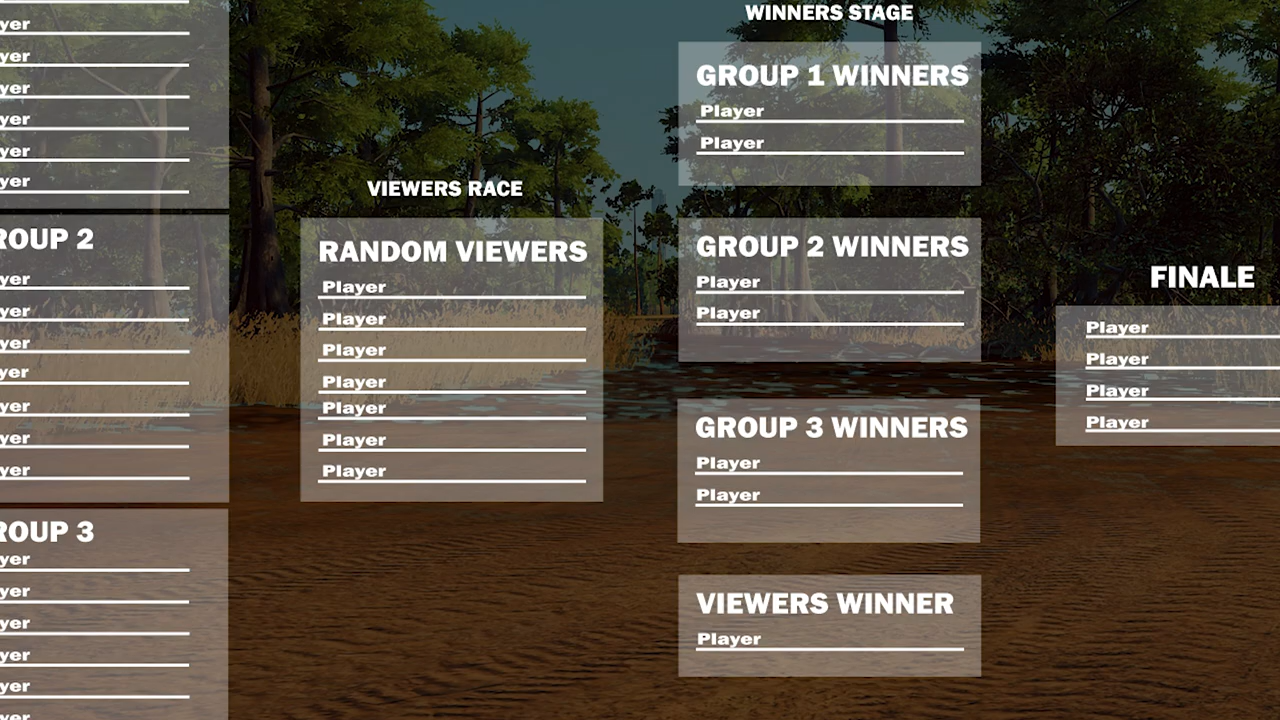 yer
yer
yer
yer
yer
yer
ROUP 2
yer
yer
yer
yer
yer
yer
yer
ROUP 3
yer
yer
yer
yer
yer
yer
VIEWERS RACE
RANDOM VIEWERS
Player
Player
Player
Player
Player
Player
Player
WINNERS STAGE
GROUP 1 WINNERS
Player
Player
GROUP 2 WINNERS
Player
Player
GROUP 3 WINNERS
Player
Player
VIEWERS WINNER
Player
FINALE
Player
Player
Player
Player